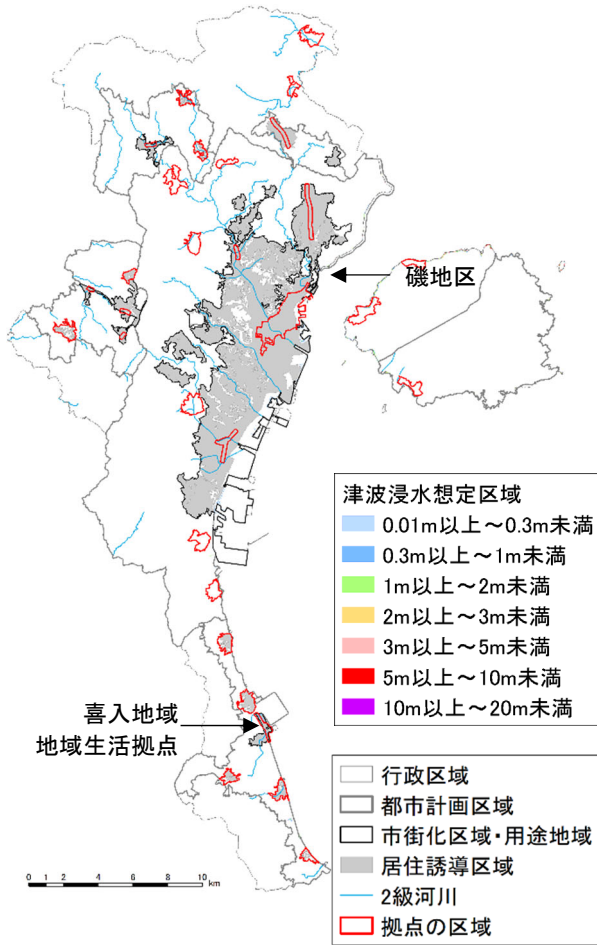 磯地区
津波浸水想定区域
0.01m以上～0.3m未満
0.3m以上～1m未満
1m以上～2m未満
2m以上～3m未満
3m以上～5m未満
5m以上～10m未満
10m以上～20m未満
喜入地域
地域生活拠点
行政区域
都市計画区域
市街化区域・用途地域
居住誘導区域
2級河川
拠点の区域
0 1 2 4 6 8 10
km